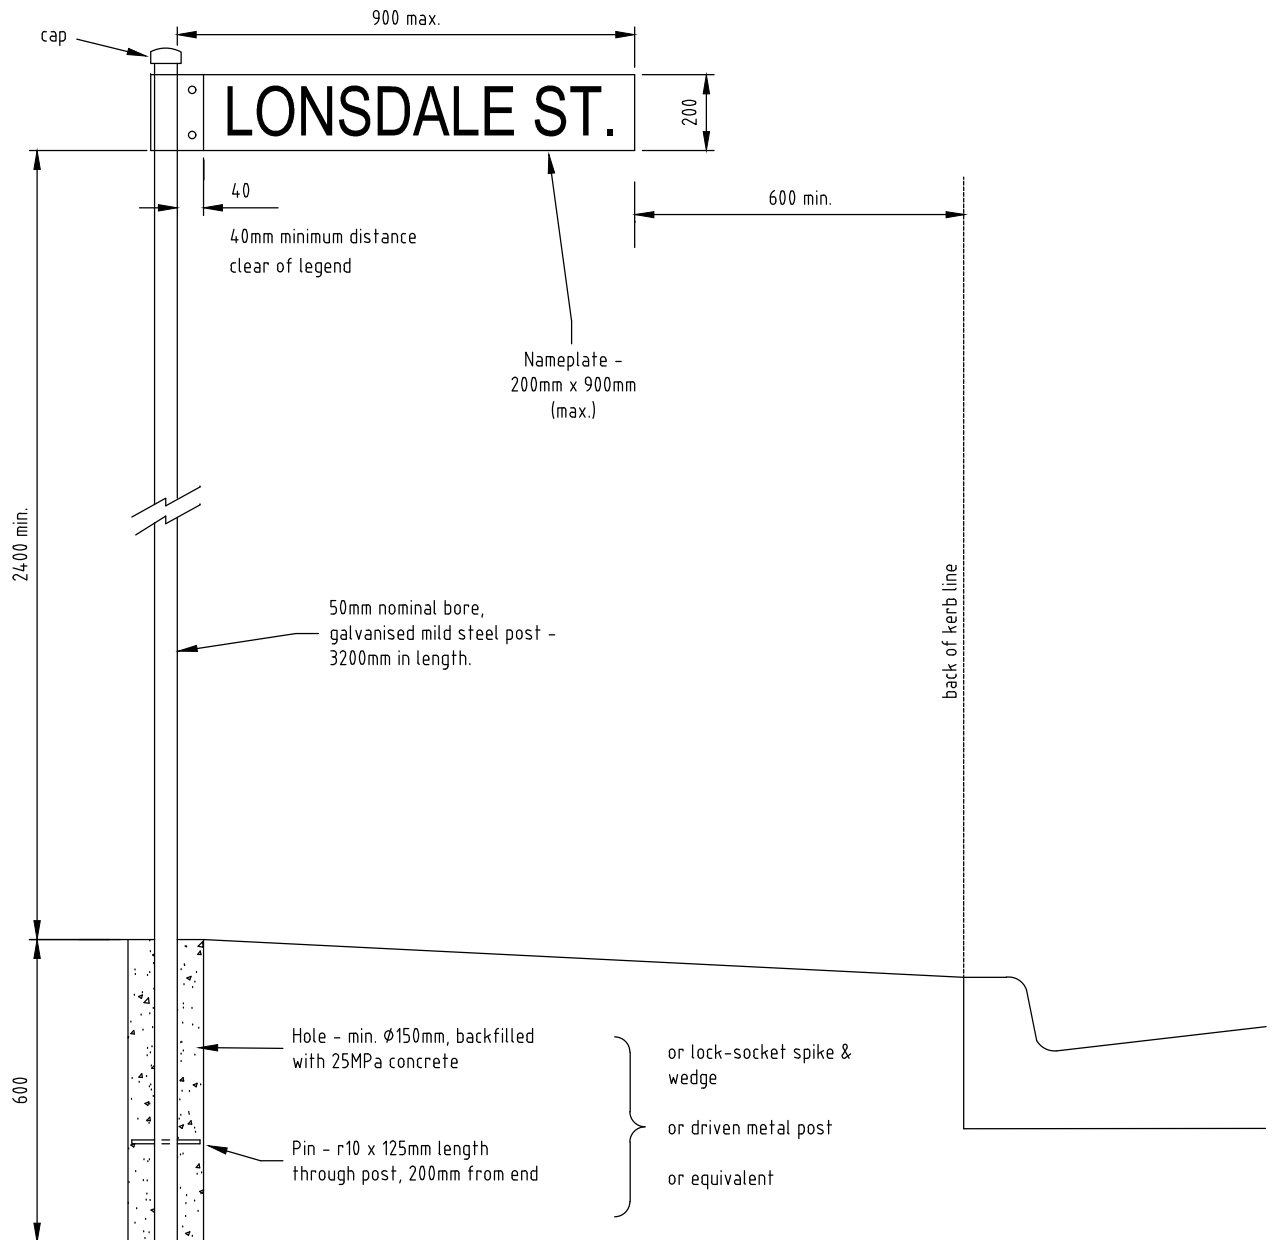 900 max.
cap
LONSDALE ST.
200
40
600 min.
40mm minimum distance
clear of legend
Nameplate -
200mm x 900mm
(max.)
2400 min.
50mm nominal bore,
galvanised mild steel post -
3200mm in length.
back of kerb line
Hole - min. Ø150mm, backfilled
with 25MPa concrete
or lock-socket spike &
wedge
600
or driven metal post
Pin - r10 x 125mm length
through post, 200mm from end
or equivalent